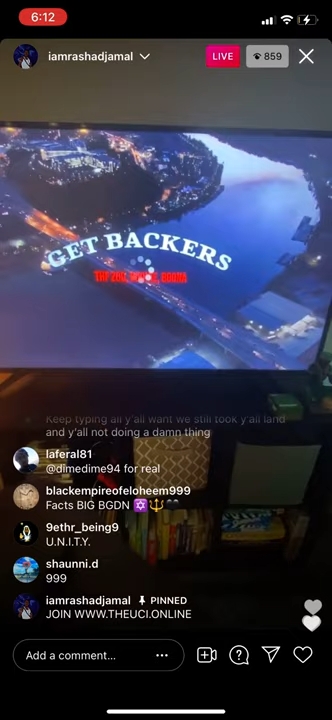 6:12
iamrashadjamal
LIVE
859
GET BACKERS
Keep typing all y'all want we still took y'all land
and y'all not doing a damn thing
laferal81
@dimedime94 for real
blackempireofeloheem999
Facts BIG BGDN ✡️🔱🖤
9ethr_being9
U.N.I.T.Y.
shaunni.d
999
iamrashadjamal PINNED
JOIN WWW.THEUCI.ONLINE
Add a comment...